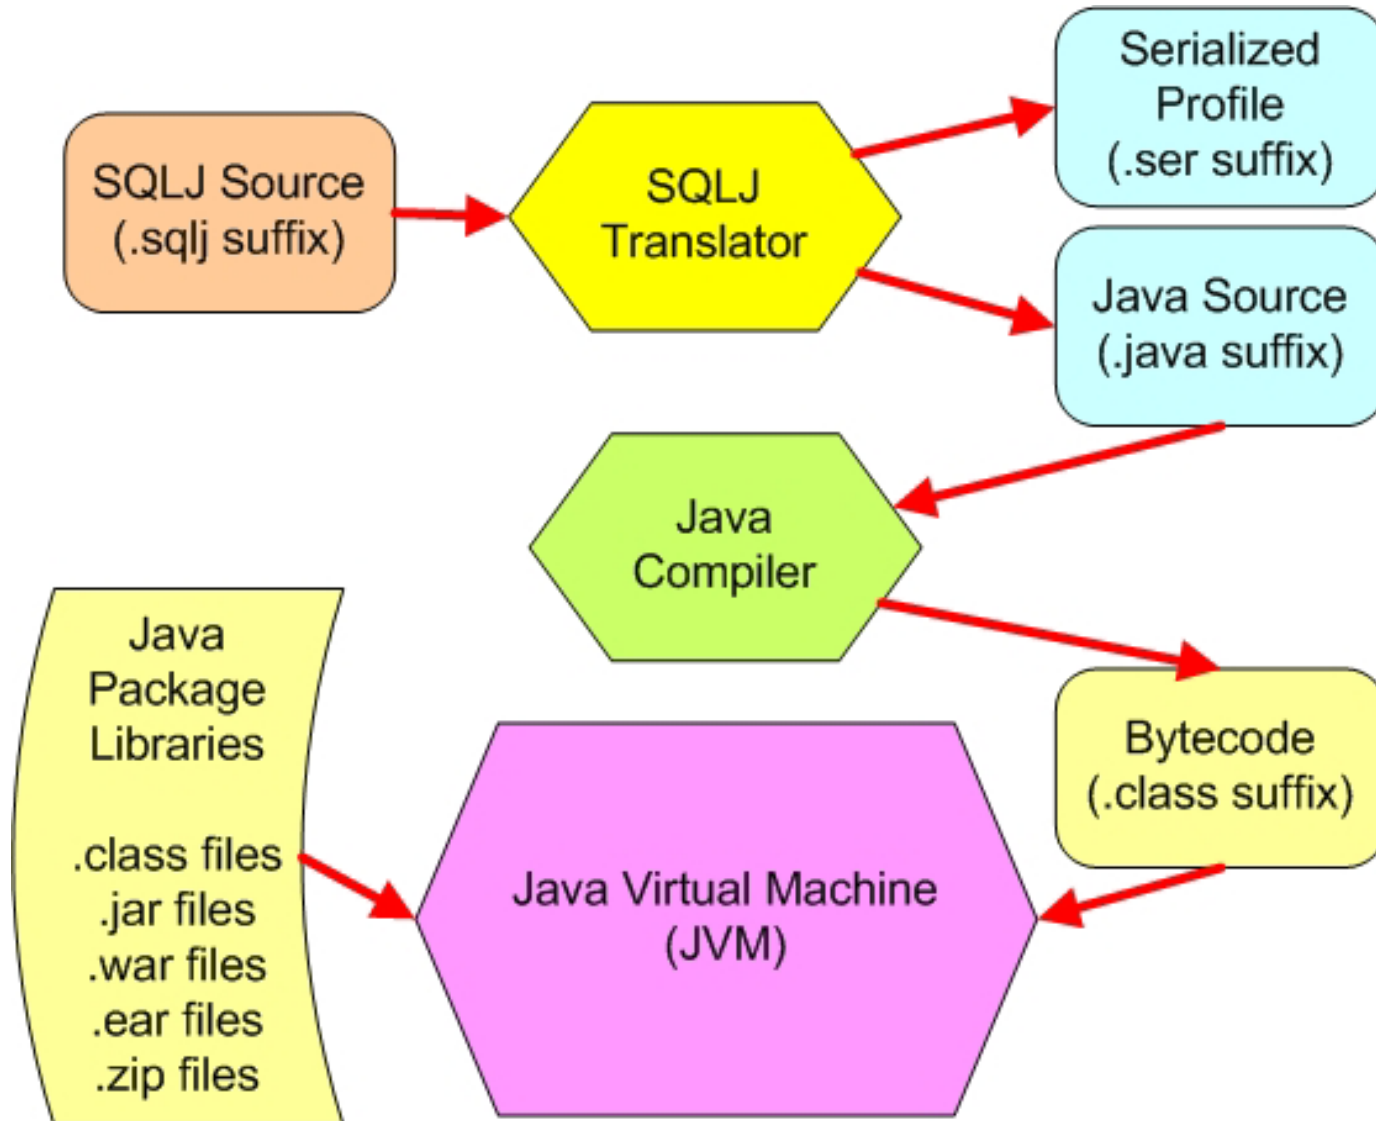 SQLJ Source
(.sqlj suffix)
SQLJ
Translator
Serialized
Profile
(.ser suffix)
Java Source
(.java suffix)
Java
Compiler
Bytecode
(.class suffix)
Java
Package
Libraries
.class files
.jar files
.war files
.ear files
.zip files
Java Virtual Machine
(JVM)